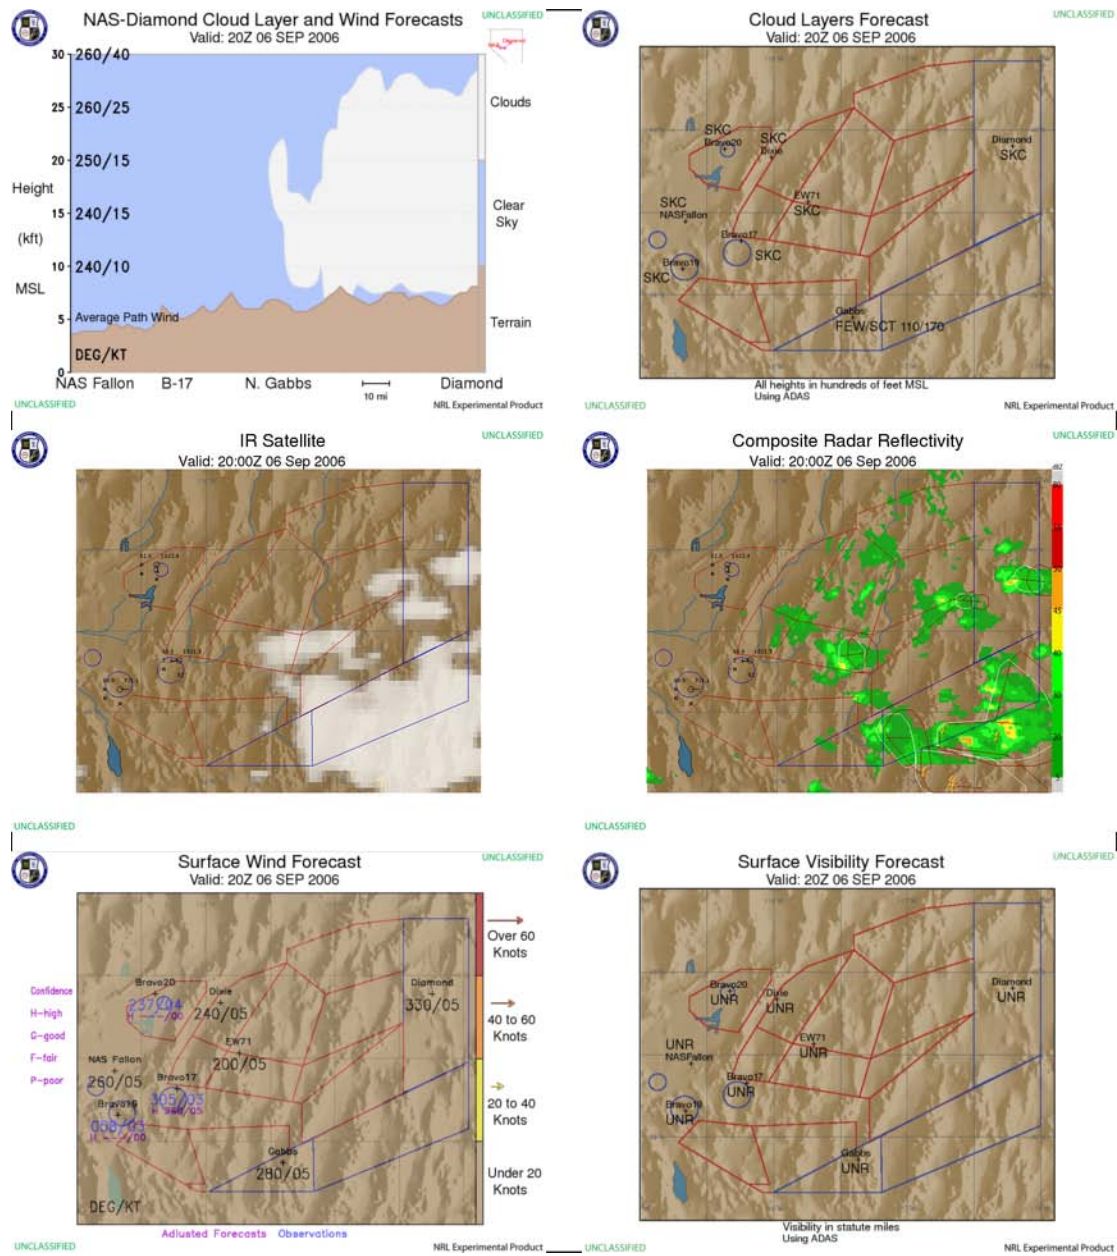 NAS-Diamond Cloud Layer and Wind Forecasts
UNCLASSIFIED
Valid: 20Z 06 SEP 2006
30
260/40
25
260/25
Clouds
20
250/15
Height
15
240/15
Clear
Sky
(kft)
10
240/10
MSL
5
Average Path Wind
Terrain
DEG/KT
0
NAS Fallon
B-17
N. Gabbs
10 mi
Diamond
UNCLASSIFIED
NRL Experimental Product
Cloud Layers Forecast
UNCLASSIFIED
Valid: 20Z 06 SEP 2006
SKC
Bravo20
SKC
Dixie
Diamond
SKC
EW71
SKC
SKC
NASFallon
Bravo17
SKC
Bravo19
SKC
Gabbs
FEW/SCT 110/170
All heights in hundreds of feet MSL
Using ADAS
UNCLASSIFIED
NRL Experimental Product
IR Satellite
UNCLASSIFIED
Valid: 20:00Z 06 Sep 2006
UNCLASSIFIED
Composite Radar Reflectivity
UNCLASSIFIED
Valid: 20:00Z 06 Sep 2006
UNCLASSIFIED
Surface Wind Forecast
UNCLASSIFIED
Valid: 20Z 06 SEP 2006
Over 60
Knots
40 to 60
Knots
20 to 40
Knots
Under 20
Knots
Confidence
H-high
G-good
F-fair
P-poor
Bravo20
237/04
H ---/00
Dixie
240/05
Diamond
330/05
EW71
200/05
NAS Fallon
260/05
Bravo17
305/03
Bravo19
Gabbs
280/05
DEG/KT
Adjusted Forecasts
Observations
UNCLASSIFIED
NRL Experimental Product
Surface Visibility Forecast
UNCLASSIFIED
Valid: 20Z 06 SEP 2006
Bravo20
UNR
Dixie
UNR
Diamond
UNR
EW71
UNR
UNR
NASFallon
Bravo17
UNR
Bravo19
UNR
Gabbs
UNR
Visibility in statute miles
Using ADAS
UNCLASSIFIED
NRL Experimental Product